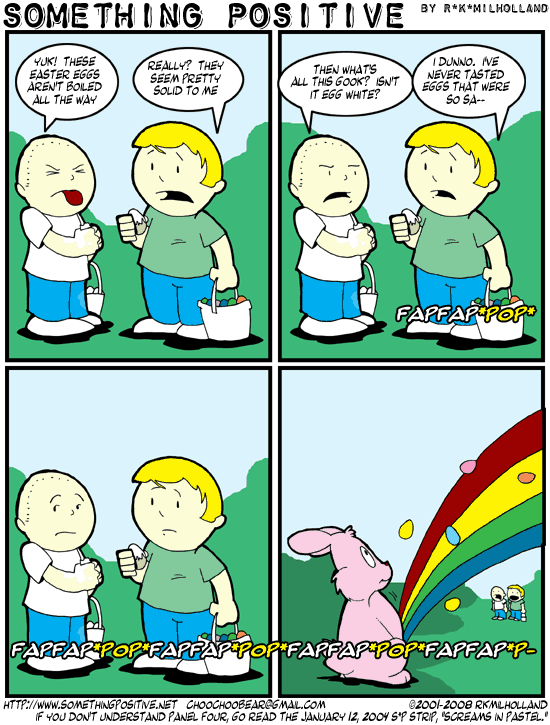 SOMETHING POSITIVE BY R*K*MILHOLLAND
YUK! THESE
EASTER EGGS
AREN'T BOILED
ALL THE WAY
REALLY? THEY
SEEM PRETTY
SOLID TO ME
THEN WHAT'S
ALL THIS GOOK? ISN'T
IT EGG WHITE?
I DUNNO. I'VE
NEVER TASTED
EGGS THAT WERE
SO SA--
FAPFAP*POP*
FAPFAP*POP*FAPFAP*POP*FAPFAP*POP*FAPFAP*P-
HTTP://WWW.SOMETHINGPOSITIVE.NET CHOOCHOOBEAR@GMAIL.COM ©2001-2008 RKMILHOLLAND
IF YOU DON'T UNDERSTAND PANEL FOUR, GO READ THE JANUARY 12, 2004 S*P STRIP, "SCREAMS IN PASTEL."